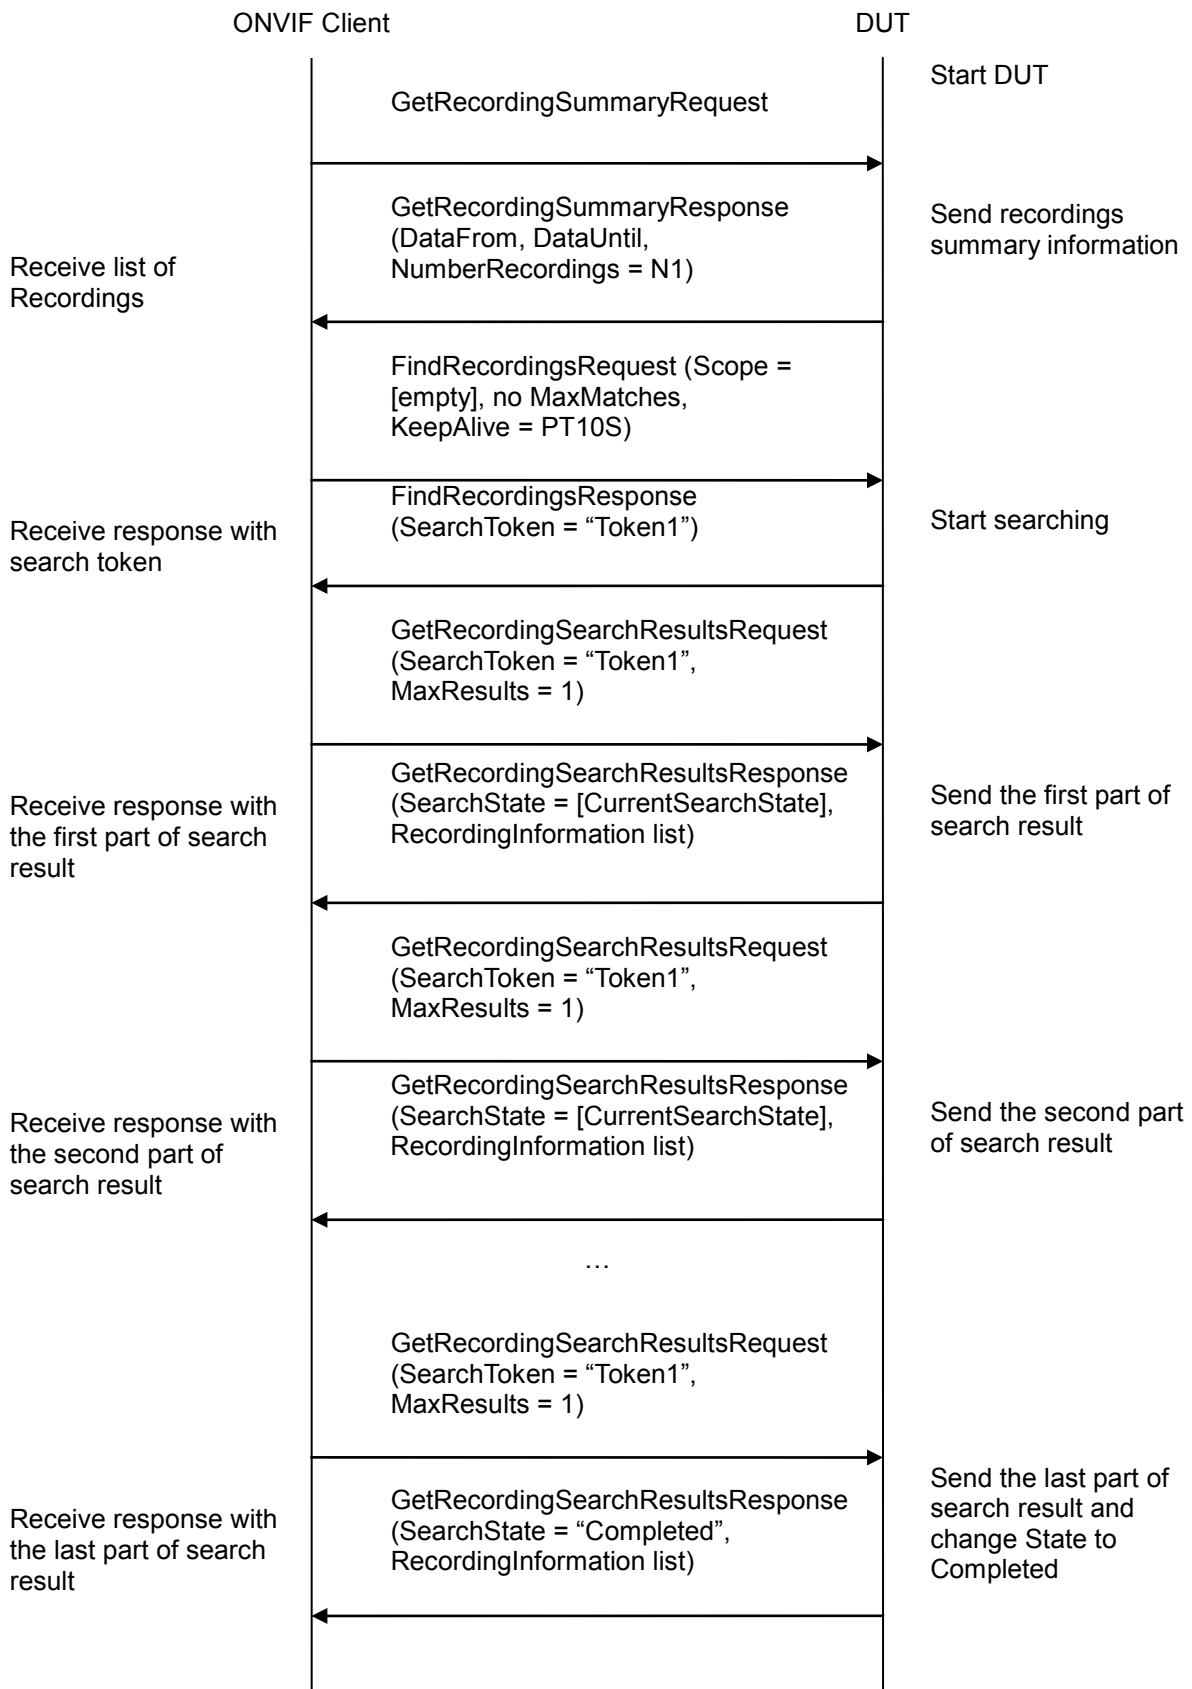 ONVIF Client
DUT
Start DUT
GetRecordingSummaryRequest
GetRecordingSummaryResponse
(DataFrom, DataUntil,
NumberRecordings = N1)
Send recordings
summary information
Receive list of
Recordings
FindRecordingsRequest (Scope =
[empty], no MaxMatches,
KeepAlive = PT10S)
FindRecordingsResponse
(SearchToken = “Token1”)
Start searching
Receive response with
search token
GetRecordingSearchResultsRequest
(SearchToken = “Token1”,
MaxResults = 1)
GetRecordingSearchResultsResponse
(SearchState = [CurrentSearchState],
RecordingInformation list)
Send the first part of
search result
Receive response with
the first part of search
result
GetRecordingSearchResultsRequest
(SearchToken = “Token1”,
MaxResults = 1)
GetRecordingSearchResultsResponse
(SearchState = [CurrentSearchState],
RecordingInformation list)
Send the second part
of search result
Receive response with
the second part of
search result
…
GetRecordingSearchResultsRequest
(SearchToken = “Token1”,
MaxResults = 1)
GetRecordingSearchResultsResponse
(SearchState = “Completed”,
RecordingInformation list)
Send the last part of
search result and
change State to
Completed
Receive response with
the last part of search
result